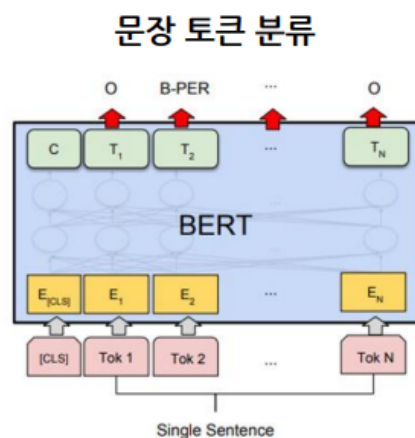 문장 토큰 분류
O B-PER ... O
C T1 T2 ... TN
BERT
E[CLS] E1 E2 ... EN
[CLS] Tok 1 Tok 2 ... Tok N
Single Sentence